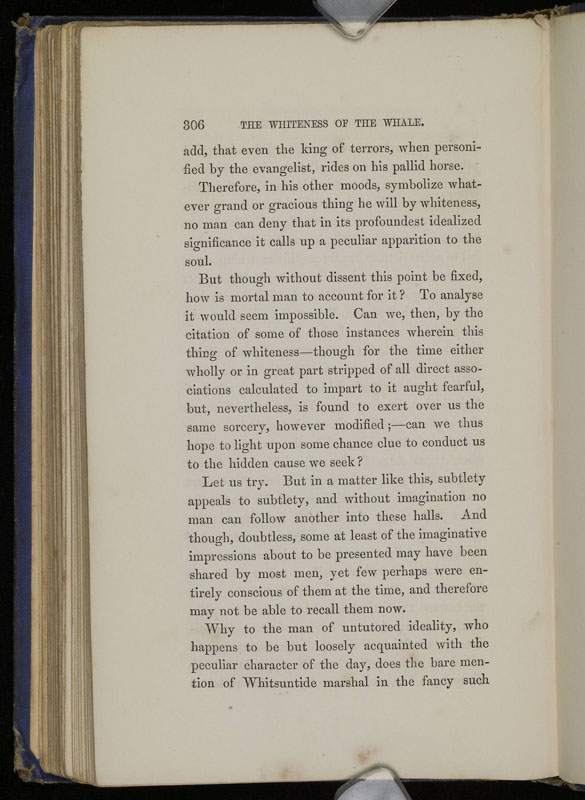 306 THE WHITENESS OF THE WHALE.
add, that even the king of terrors, when personi-
fied by the evangelist, rides on his pallid horse.
Therefore, in his other moods, symbolize what-
ever grand or gracious thing he will by whiteness,
no man can deny that in its profoundest idealized
significance it calls up a peculiar apparition to the
soul.
But though without dissent this point be fixed,
how is mortal man to account for it? To analyse
it would seem impossible. Can we, then, by the
citation of some of those instances wherein this
thing of whiteness—though for the time either
wholly or in great part stripped of all direct asso-
ciations calculated to impart to it aught fearful,
but, nevertheless, is found to exert over us the
same sorcery, however modified;—can we thus
hope to light upon some chance clue to conduct us
to the hidden cause we seek?
Let us try. But in a matter like this, subtlety
appeals to subtlety, and without imagination no
man can follow another into these halls. And
though, doubtless, some at least of the imaginative
impressions about to be presented may have been
shared by most men, yet few perhaps were en-
tirely conscious of them at the time, and therefore
may not be able to recall them now.
Why to the man of untutored ideality, who
happens to be but loosely acquainted with the
peculiar character of the day, does the bare men-
tion of Whitsuntide marshal in the fancy such